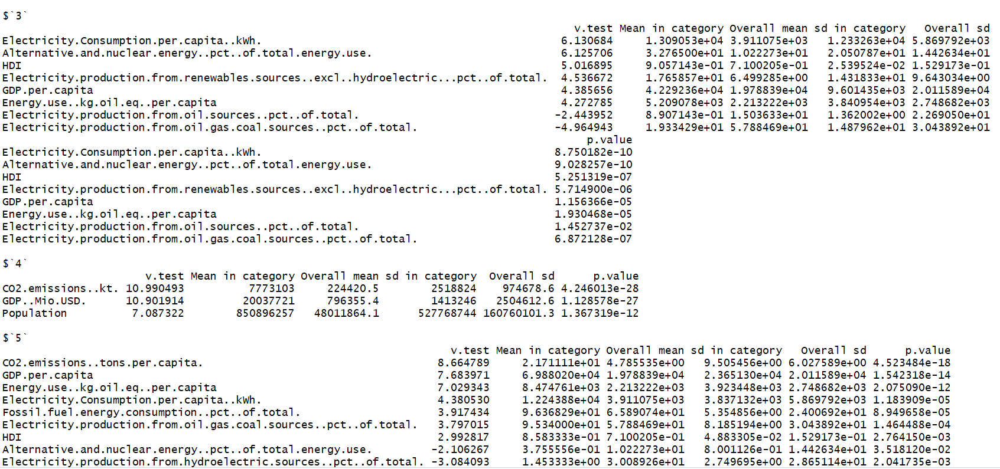 $`3`
v.test Mean in category Overall mean sd in category Overall sd
Electricity.Consumption.per.capita..kWh. 6.130684 1.309053e+04 3.911075e+03 1.233263e+04 5.869792e+03
Alternative.and.nuclear.energy..pct..of.total.energy.use. 6.125706 3.276500e+01 1.022273e+01 2.050787e+01 1.442634e+01
HDI 5.016895 9.057143e-01 7.100205e-01 2.539524e-02 1.529173e-01
Electricity.production.from.renewables.sources..excl..hydroelectric...pct..of.total. 4.536672 1.765857e+01 6.499285e+00 1.431833e+01 9.643034e+00
GDP.per.capita 4.385656 4.229236e+04 1.978839e+04 9.601435e+03 2.011589e+04
Energy.use..kg.oil.eq..per.capita 4.272785 5.209078e+03 2.213222e+03 3.840954e+03 2.748682e+03
Electricity.production.from.oil.sources..pct..of.total. -2.443952 8.907143e-01 1.503633e+01 1.362002e+00 2.269050e+01
Electricity.production.from.oil.gas.coal.sources..pct..of.total. -4.964943 1.933429e+01 5.788469e+01 1.487962e+01 3.043892e+01
p.value
Electricity.Consumption.per.capita..kWh. 8.750182e-10
Alternative.and.nuclear.energy..pct..of.total.energy.use. 9.028257e-10
HDI 5.251319e-07
Electricity.production.from.renewables.sources..excl..hydroelectric...pct..of.total. 5.714900e-06
GDP.per.capita 1.156366e-05
Energy.use..kg.oil.eq..per.capita 1.930468e-05
Electricity.production.from.oil.sources..pct..of.total. 1.452737e-02
Electricity.production.from.oil.gas.coal.sources..pct..of.total. 6.872128e-07
$`4`
v.test Mean in category Overall mean sd in category Overall sd p.value
CO2.emissions..kt. 10.990493 7773103 224420.5 2518824 974678.6 4.246013e-28
GDP..Mio.USD. 10.901914 20037721 796355.4 1413246 2504612.6 1.128578e-27
Population 7.087322 850896257 48011864.1 527768744 160760101.3 1.367319e-12
$`5`
v.test Mean in category Overall mean sd in category Overall sd p.value
CO2.emissions..tons.per.capita. 8.664789 2.171111e+01 4.785535e+00 9.505456e+00 6.027589e+00 4.523484e-18
GDP.per.capita 7.683971 6.988020e+04 1.978839e+04 2.365130e+04 2.011589e+04 1.542318e-14
Energy.use..kg.oil.eq..per.capita 7.029343 8.474761e+03 2.213222e+03 3.923448e+03 2.748682e+03 2.075090e-12
Electricity.Consumption.per.capita..kWh. 4.380530 1.224388e+04 3.911075e+03 3.837132e+03 5.869792e+03 1.183909e-05
Fossil.fuel.energy.consumption..pct..of.total. 3.917434 9.636829e+01 6.589074e+01 5.354856e+00 2.400692e+01 8.949658e-05
Electricity.production.from.oil.gas.coal.sources..pct..of.total. 3.797015 9.534000e+01 5.788469e+01 8.185194e+00 3.043892e+01 1.464488e-04
HDI 2.992817 8.583333e-01 7.100205e-01 4.883305e-02 1.529173e-01 2.764150e-03
Alternative.and.nuclear.energy..pct..of.total.energy.use. -2.106267 3.755556e-01 1.022273e+01 8.001126e-01 1.442634e+01 3.518120e-02
Electricity.production.from.hydroelectric.sources..pct..of.total. -3.084093 1.453333e+00 3.008926e+01 2.749695e+00 2.865114e+01 2.041735e-03